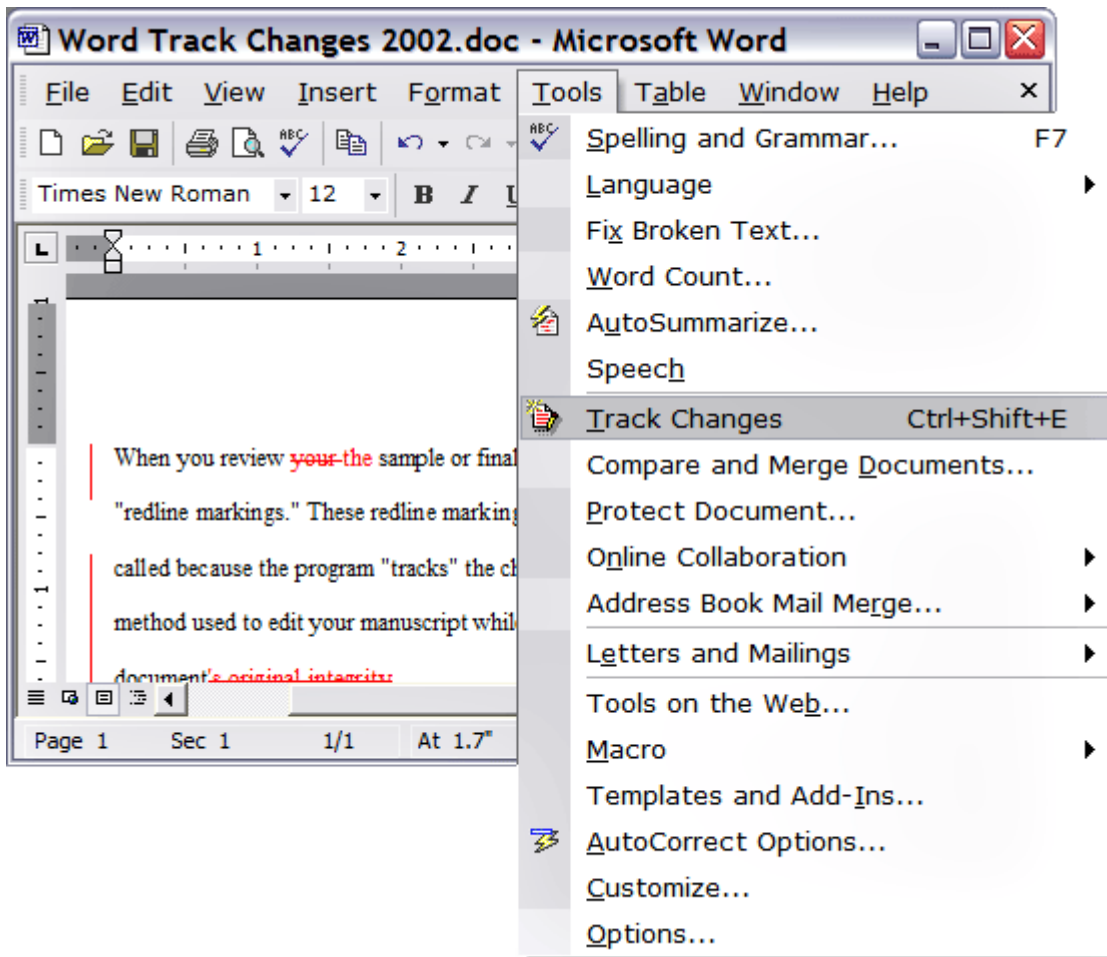 Word Track Changes 2002.doc - Microsoft Word
File Edit View Insert Format Tools Table Window Help
ABC
Times New Roman 12 B I U
L 1 2
Spelling and Grammar... F7
Language
Fix Broken Text...
Word Count...
AutoSummarize...
Speech
Track Changes Ctrl+Shift+E
Compare and Merge Documents...
Protect Document...
Online Collaboration
Address Book Mail Merge...
Letters and Mailings
Tools on the Web...
Macro
Templates and Add-Ins...
AutoCorrect Options...
Customize...
Options...
When you review your the sample or final
"redline markings." These redline marking
called because the program "tracks" the ch
method used to edit your manuscript while
document's original integrity
Page 1 Sec 1 1/1 At 1.7"